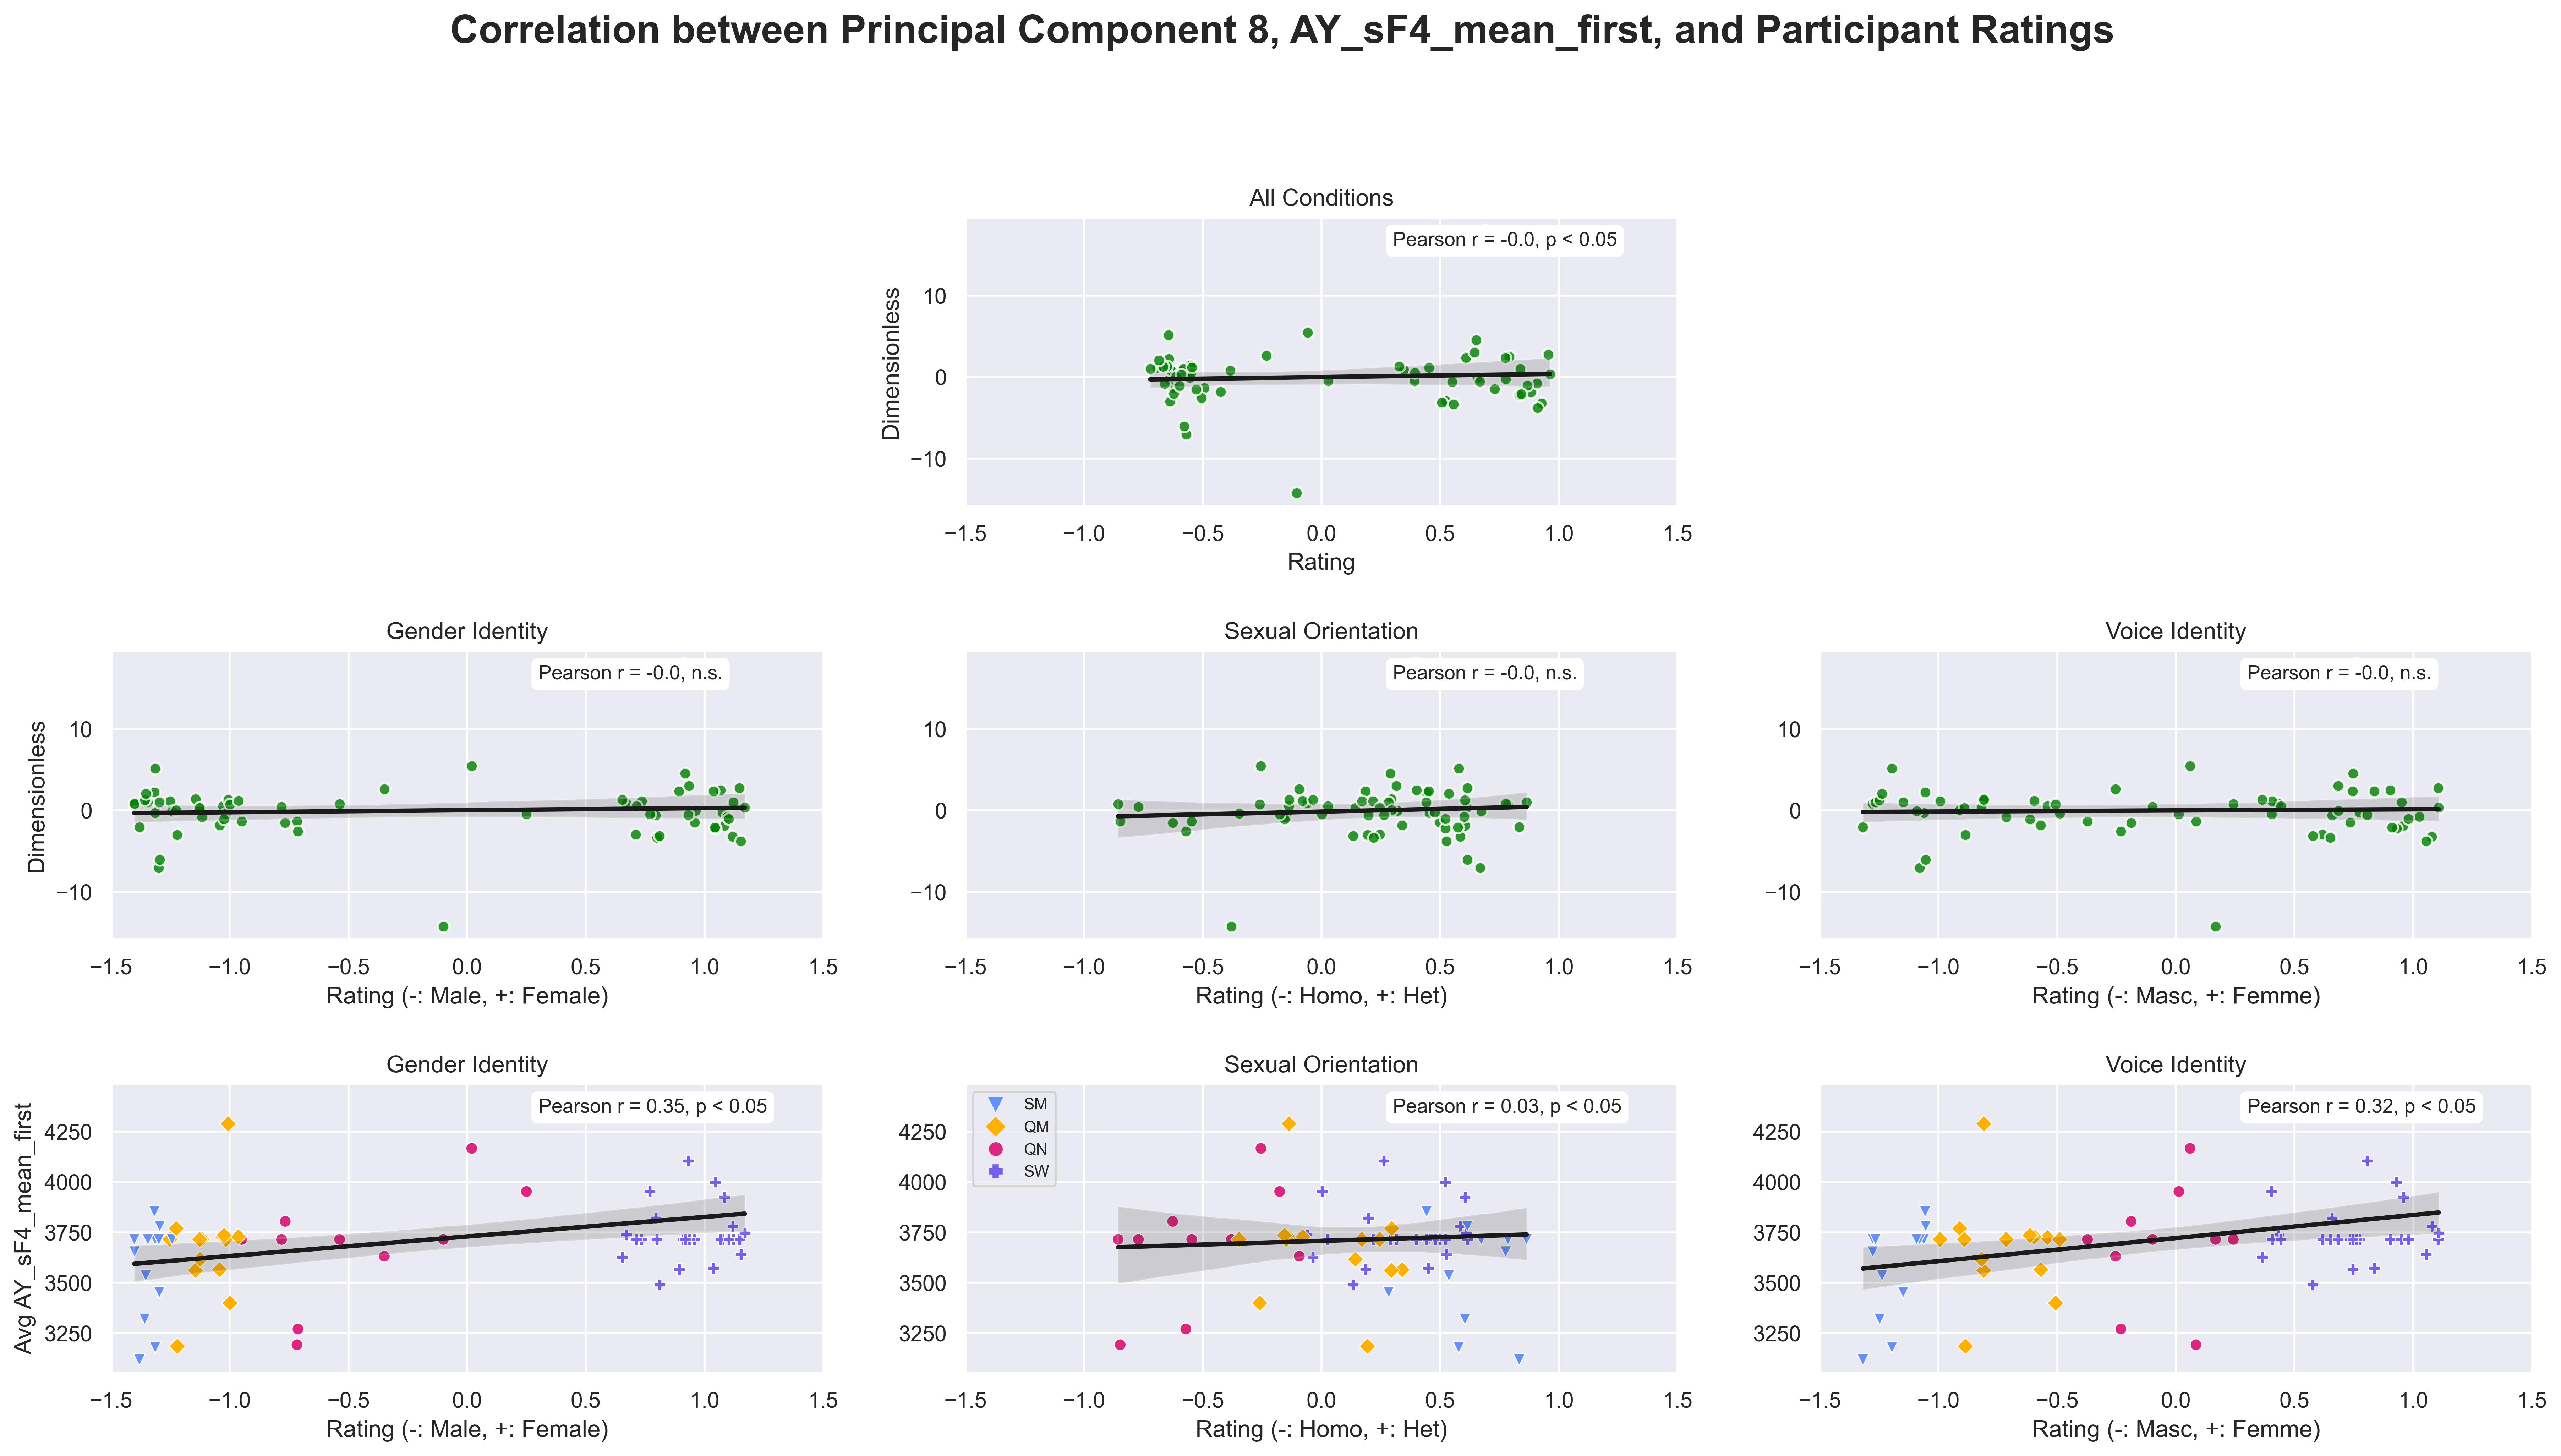 Correlation between Principal Component 8, AY_sF4_mean_first, and Participant Ratings
All Conditions
Pearson r = -0.0, p < 0.05
Dimensionless
10
0
−10
−1.5 −1.0 −0.5 0.0 0.5 1.0 1.5
Rating
Gender Identity
Pearson r = -0.0, n.s.
Dimensionless
10
0
−10
−1.5 −1.0 −0.5 0.0 0.5 1.0 1.5
Rating (-: Male, +: Female)
Sexual Orientation
Pearson r = -0.0, n.s.
10
0
−10
−1.5 −1.0 −0.5 0.0 0.5 1.0 1.5
Rating (-: Homo, +: Het)
Voice Identity
Pearson r = -0.0, n.s.
10
0
−10
−1.5 −1.0 −0.5 0.0 0.5 1.0 1.5
Rating (-: Masc, +: Femme)
Gender Identity
Pearson r = 0.35, p < 0.05
Avg AY_sF4_mean_first
4250
4000
3750
3500
3250
−1.5 −1.0 −0.5 0.0 0.5 1.0 1.5
Rating (-: Male, +: Female)
Sexual Orientation
Pearson r = 0.03, p < 0.05
SM
QM
QN
SW
4250
4000
3750
3500
3250
−1.5 −1.0 −0.5 0.0 0.5 1.0 1.5
Rating (-: Homo, +: Het)
Voice Identity
Pearson r = 0.32, p < 0.05
4250
4000
3750
3500
3250
−1.5 −1.0 −0.5 0.0 0.5 1.0 1.5
Rating (-: Masc, +: Femme)